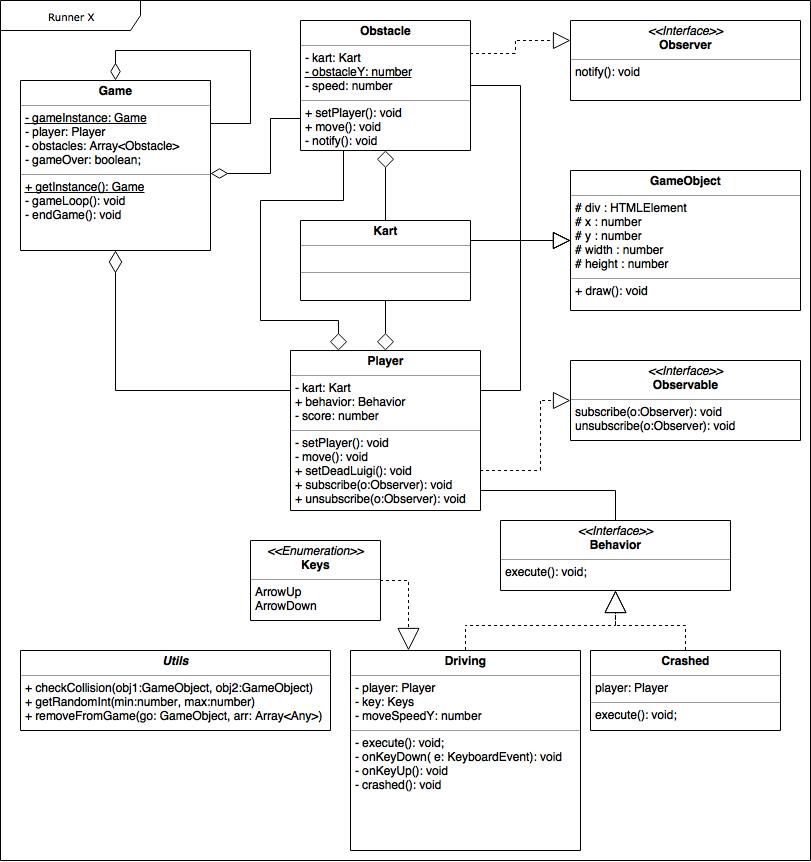 Runner X
Obstacle
- kart: Kart
- obstacleY: number
- speed: number
+ setPlayer(): void
+ move(): void
- notify(): void
<<Interface>>
Observer
notify(): void
Game
- gameInstance: Game
- player: Player
- obstacles: Array<Obstacle>
- gameOver: boolean;
+ getInstance(): Game
- gameLoop(): void
- endGame(): void
GameObject
# div : HTMLElement
# x : number
# y : number
# width : number
# height : number
+ draw(): void
Kart
Player
- kart: Kart
+ behavior: Behavior
- score: number
- setPlayer(): void
- move(): void
+ setDeadLuigi(): void
+ subscribe(o:Observer): void
+ unsubscribe(o:Observer): void
<<Interface>>
Observable
subscribe(o:Observer): void
unsubscribe(o:Observer): void
<<Interface>>
Behavior
execute(): void;
<<Enumeration>>
Keys
ArrowUp
ArrowDown
Utils
+ checkCollision(obj1:GameObject, obj2:GameObject)
+ getRandomInt(min:number, max:number)
+ removeFromGame(go: GameObject, arr: Array<Any>)
Driving
- player: Player
- key: Keys
- moveSpeedY: number
- execute(): void;
- onKeyDown( e: KeyboardEvent): void
- onKeyUp(): void
- crashed(): void
Crashed
player: Player
execute(): void;